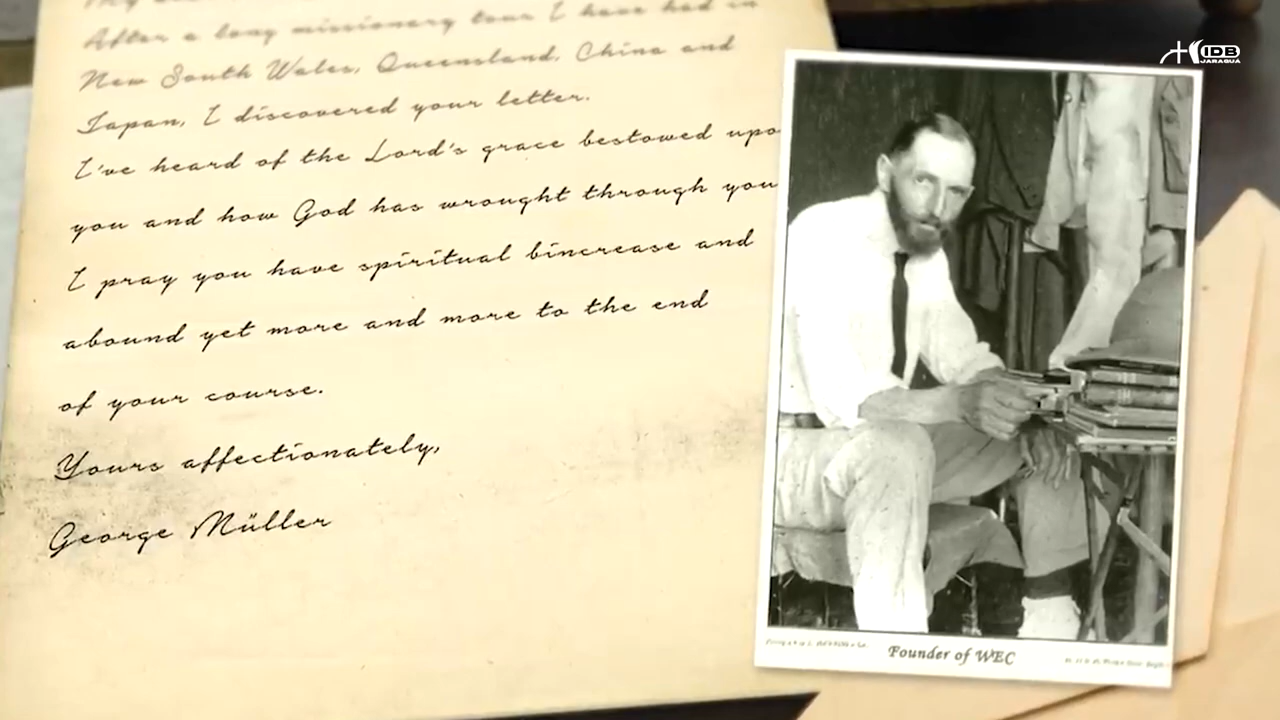 After a long missionary tour I have had in
New South Wales, Queensland, China and
Japan, I discovered your letter.
I've heard of the Lord's grace bestowed upo
you and how God has wrought through you
I pray you have spiritual bincrease and
abound yet more and more to the end
of your course.
Yours affectionately,
George Müller
IDB
JARAGUÁ
Founder of WEC